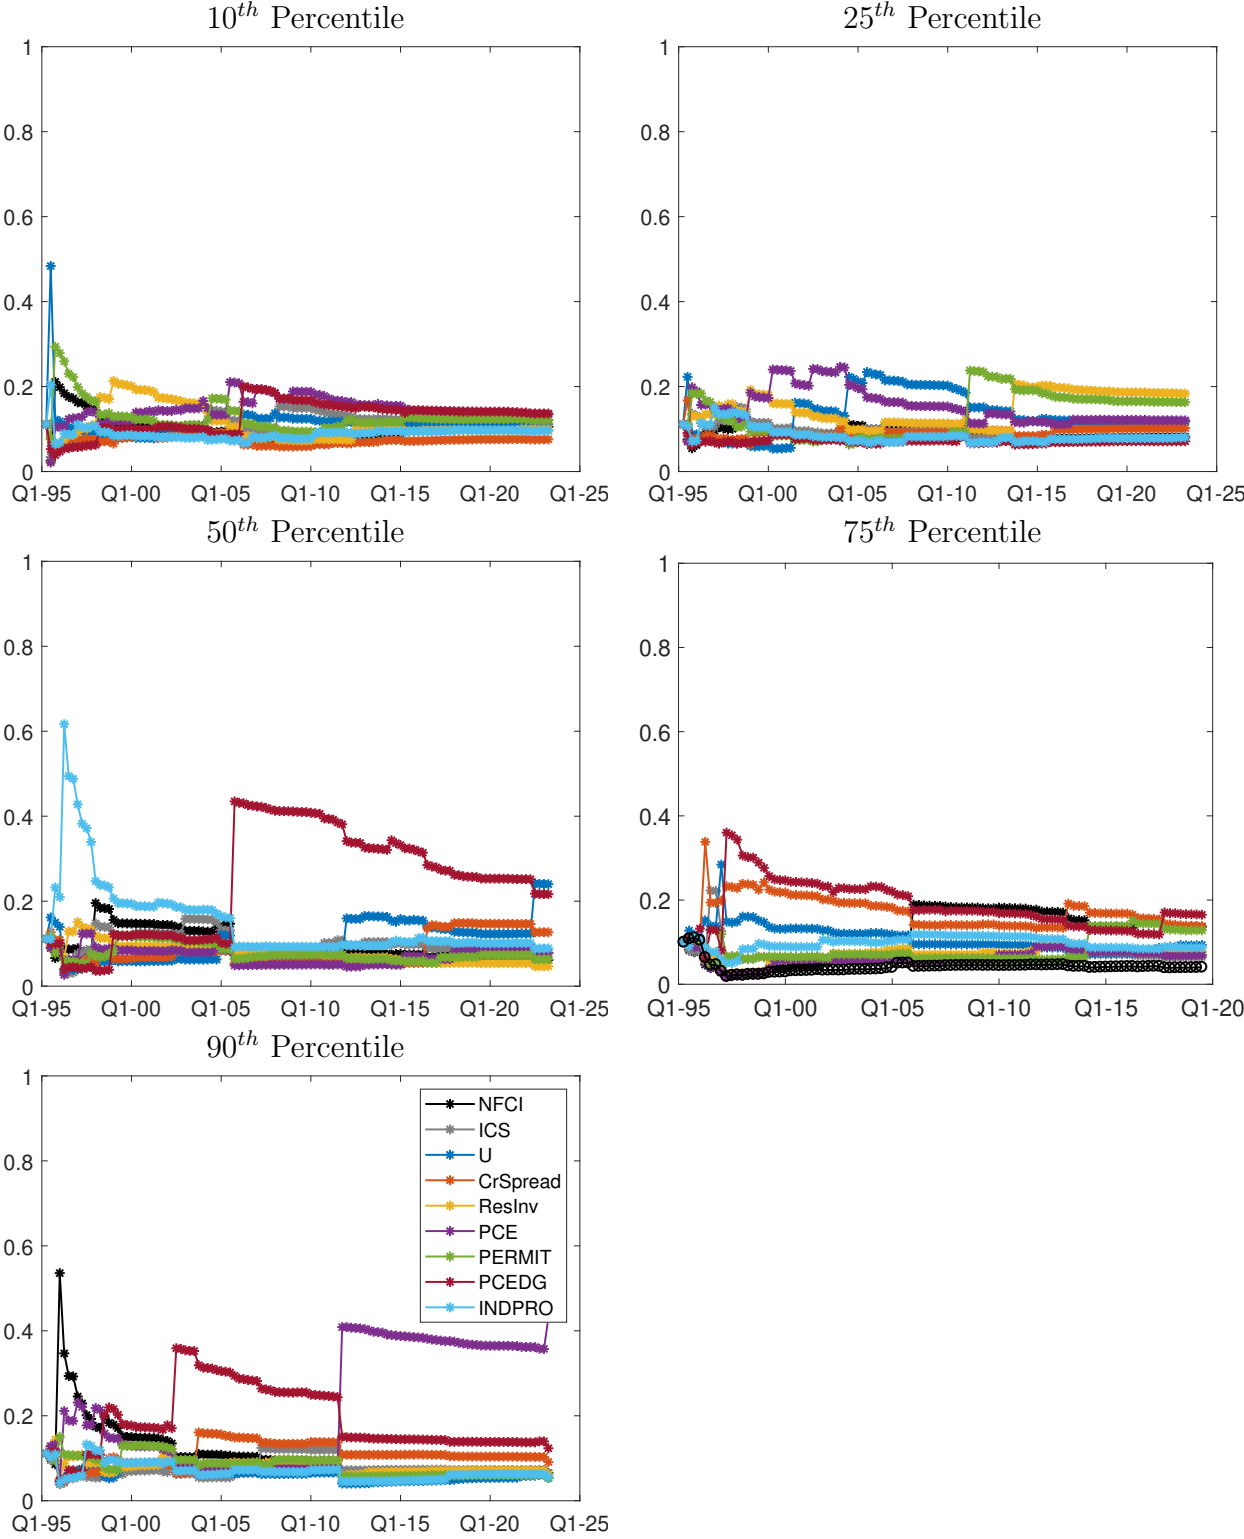 10th Percentile
25th Percentile
1
0.8
0.6
0.4
0.2
0
Q1-95 Q1-00 Q1-05 Q1-10 Q1-15 Q1-20 Q1-25
1
0.8
0.6
0.4
0.2
0
Q1-95 Q1-00 Q1-05 Q1-10 Q1-15 Q1-20 Q1-25
50th Percentile
75th Percentile
1
0.8
0.6
0.4
0.2
0
Q1-95 Q1-00 Q1-05 Q1-10 Q1-15 Q1-20 Q1-25
1
0.8
0.6
0.4
0.2
0
Q1-95 Q1-00 Q1-05 Q1-10 Q1-15 Q1-20
90th Percentile
1
0.8
0.6
0.4
0.2
0
Q1-95 Q1-00 Q1-05 Q1-10 Q1-15 Q1-20 Q1-25
NFCI
ICS
U
CrSpread
ResInv
PCE
PERMIT
PCEDG
INDPRO